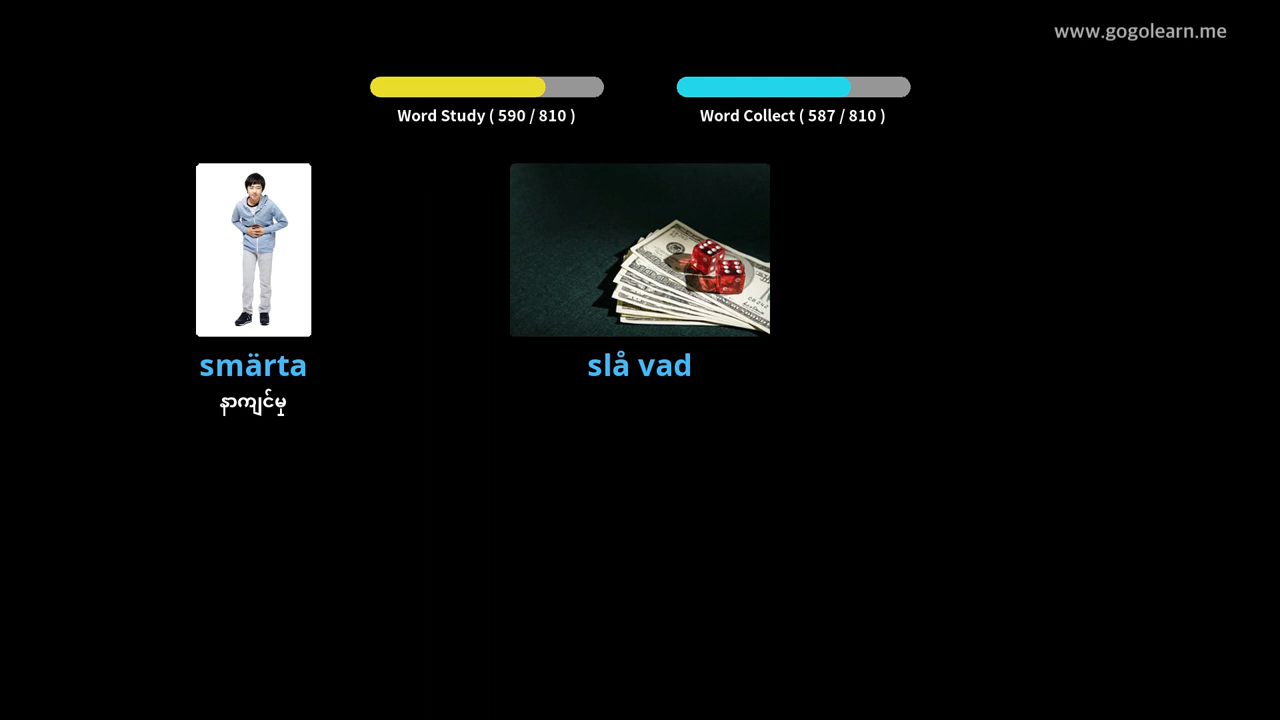 www.gogolearn.me
Word Study ( 590 / 810 )
Word Collect ( 587 / 810 )
smärta
နာကျင်မှု
slå vad